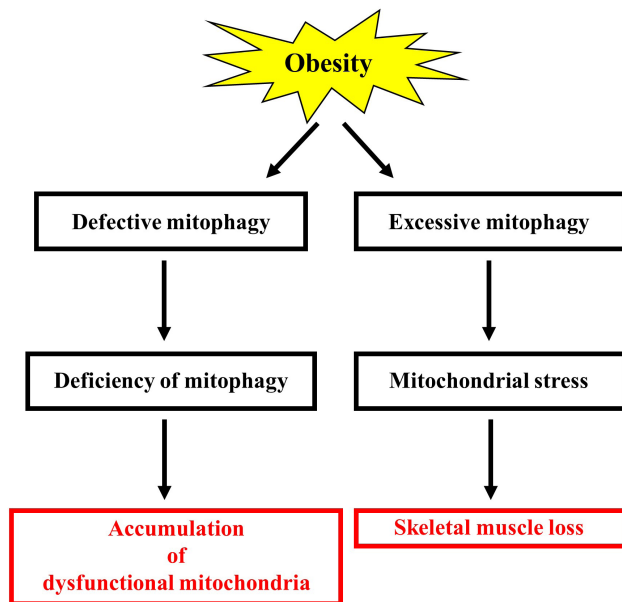 Obesity
Defective mitophagy
Excessive mitophagy
Deficiency of mitophagy
Mitochondrial stress
Accumulation
of
dysfunctional mitochondria
Skeletal muscle loss